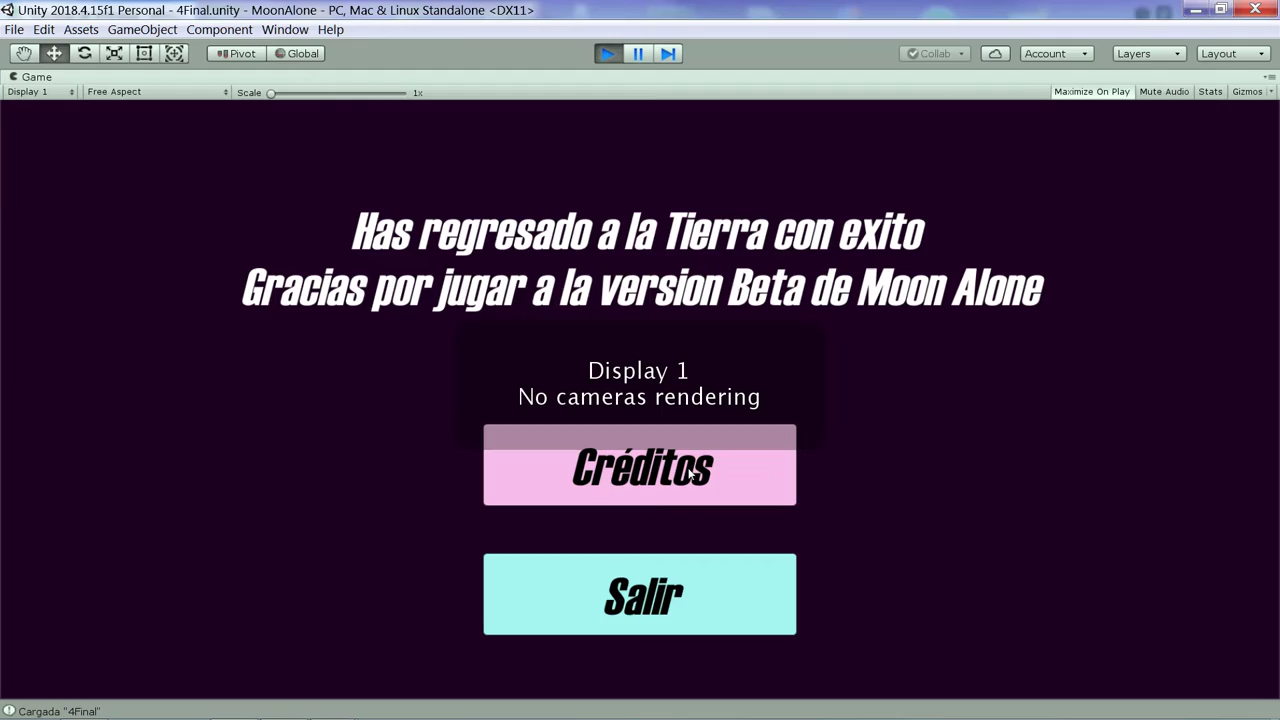 Unity 2018.4.15f1 Personal - 4Final.unity - MoonAlone - PC, Mac & Linux Standalone <DX11>
File Edit Assets GameObject Component Window Help
Pivot Global Collab Account Layers Layout
Game
Display 1 Free Aspect Scale 1x Maximize On Play Mute Audio Stats Gizmos
Has regresado a la Tierra con exito
Gracias por jugar a la version Beta de Moon Alone
Display 1
No cameras rendering
Créditos
Salir
Cargada "4Final"